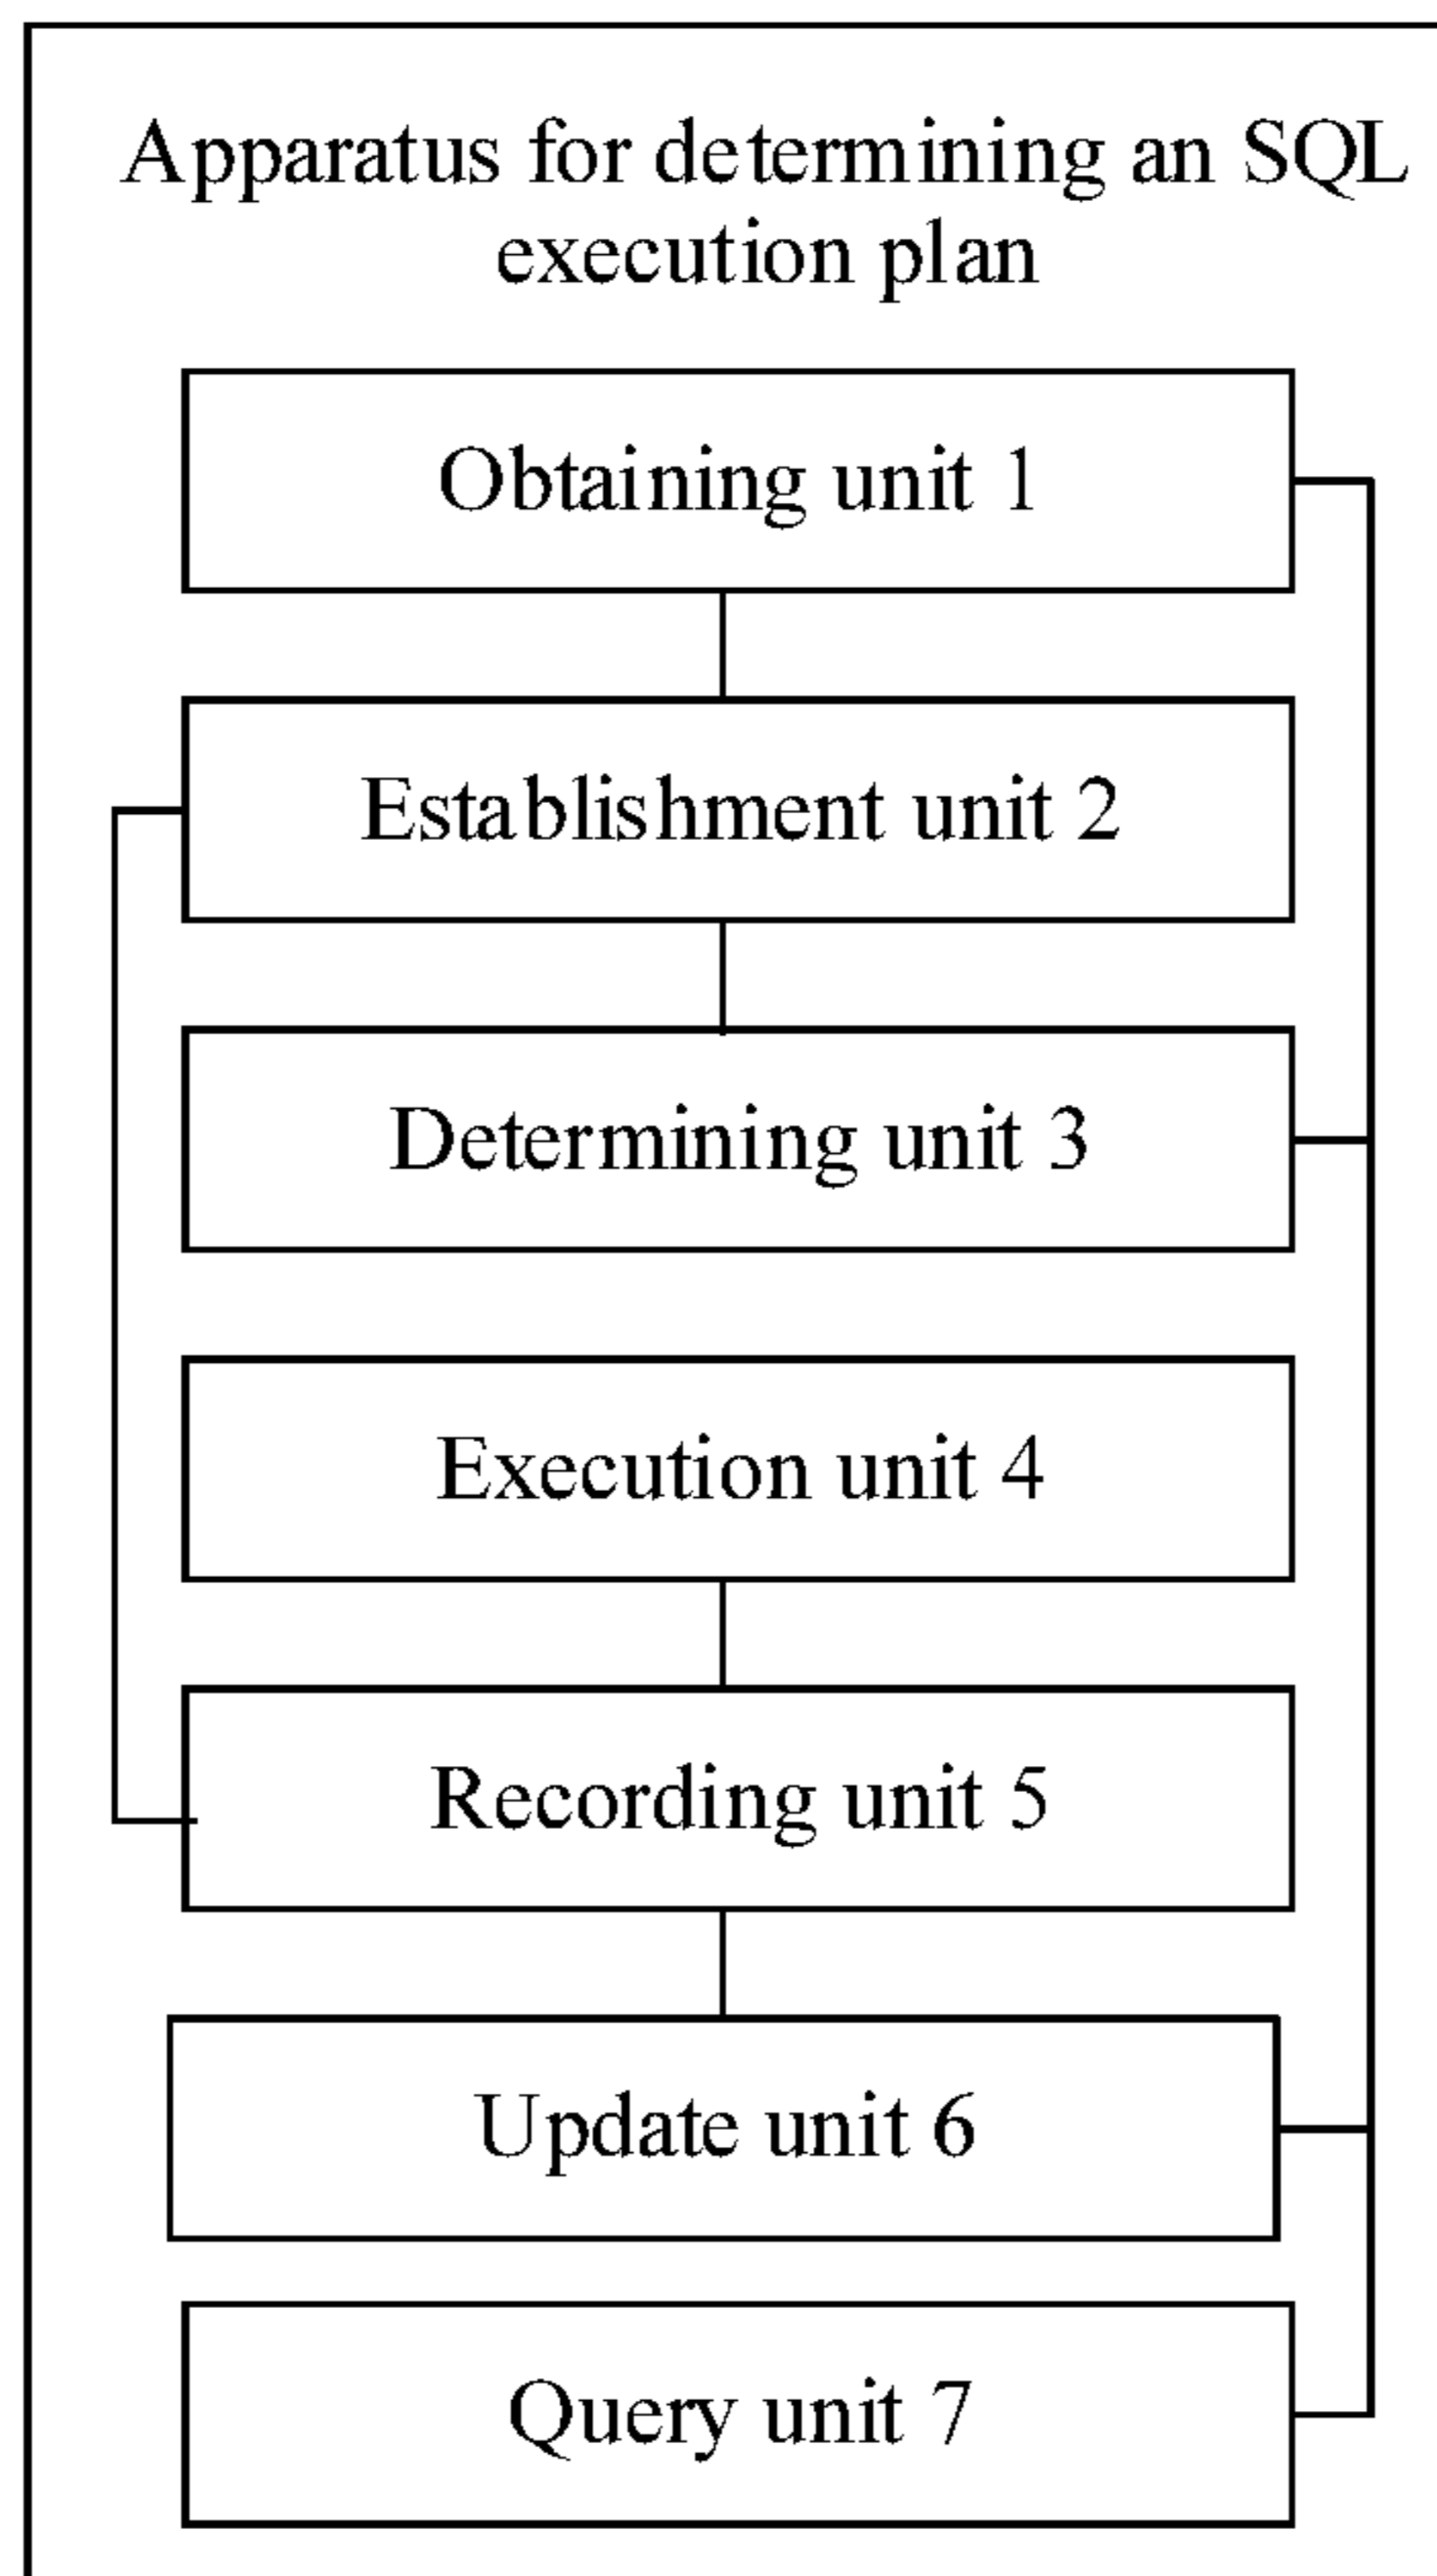 Apparatus for determining an SQL
execution plan
Obtaining unit 1
Establishment unit 2
Determining unit 3
Execution unit 4
Recording unit 5
Update unit 6
Query unit 7